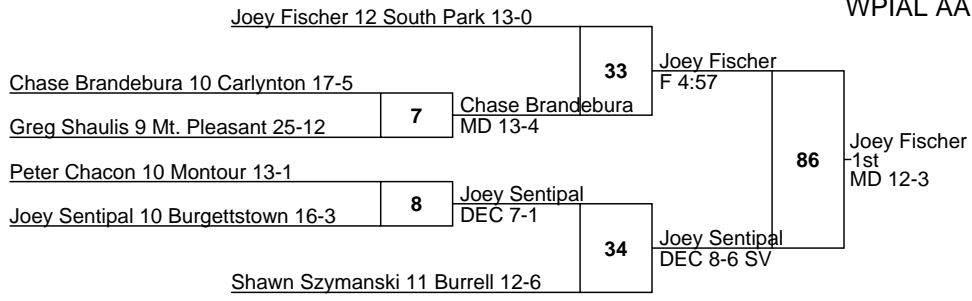 WPIAL AA
Joey Fischer 12 South Park 13-0
33
Joey Fischer
F 4:57
Chase Brandebura 10 Carlynton 17-5
7
Chase Brandebura
MD 13-4
Greg Shaulis 9 Mt. Pleasant 25-12
86
Joey Fischer
1st
MD 12-3
Peter Chacon 10 Montour 13-1
8
Joey Sentipal
DEC 7-1
Joey Sentipal 10 Burgettstown 16-3
34
Joey Sentipal
DEC 8-6 SV
Shawn Szymanski 11 Burrell 12-6